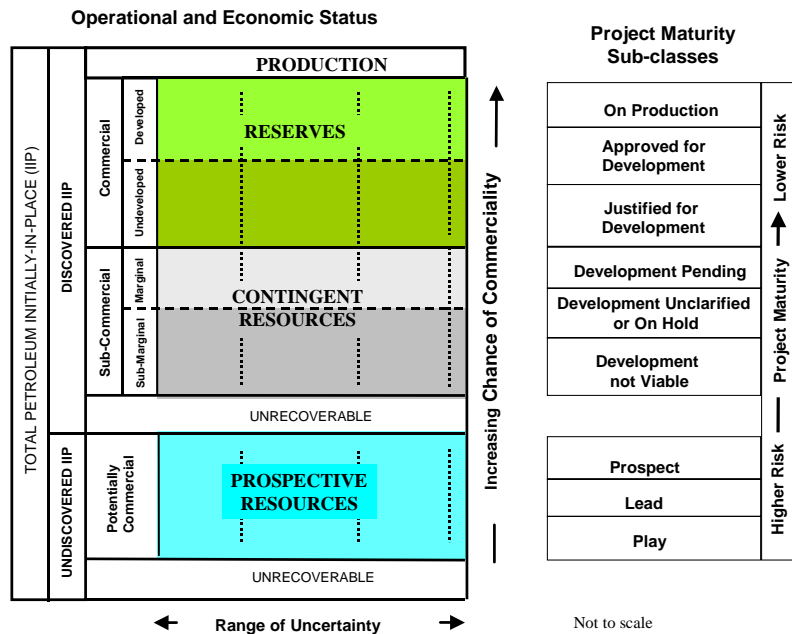 Operational and Economic Status
Project Maturity
Sub-classes
TOTAL PETROLEUM INITIALLY-IN-PLACE (IIP)
DISCOVERED IIP
UNDISCOVERED IIP
PRODUCTION
Commercial
Developed
Undeveloped
RESERVES
Sub-Commercial
Marginal
Sub-Marginal
CONTINGENT
RESOURCES
UNRECOVERABLE
Potentially
Commercial
PROSPECTIVE
RESOURCES
UNRECOVERABLE
Range of Uncertainty
Increasing Chance of Commerciality
On Production
Approved for
Development
Justified for
Development
Development Pending
Development Unclarified
or On Hold
Development
not Viable
Prospect
Lead
Play
Lower Risk
Project Maturity
Higher Risk
Not to scale